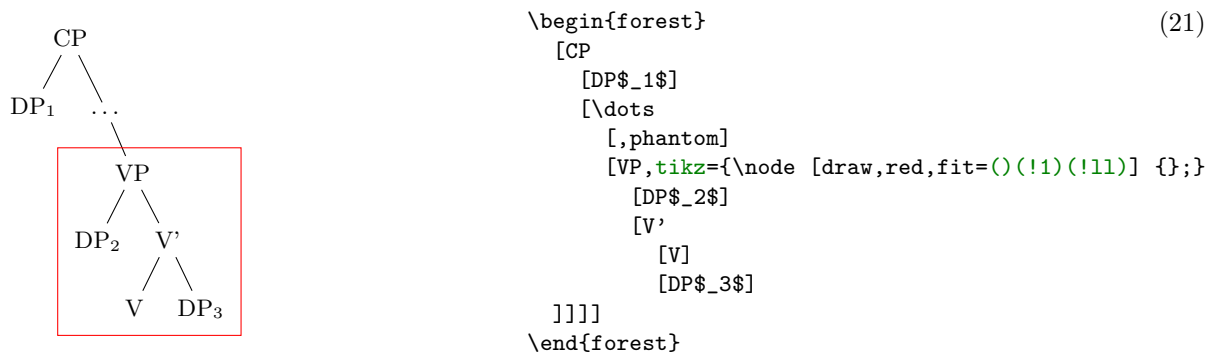 CP
DP₁ ...
VP
DP₂ V'
V DP₃
\begin{forest} (21)
[CP
[DP$_1$]
[\dots
[,phantom]
[VP,tikz={\node [draw,red,fit=()(!1)(!ll)] {};}
[DP$_2$]
[V'
[V]
[DP$_3$]
]]]]
\end{forest}